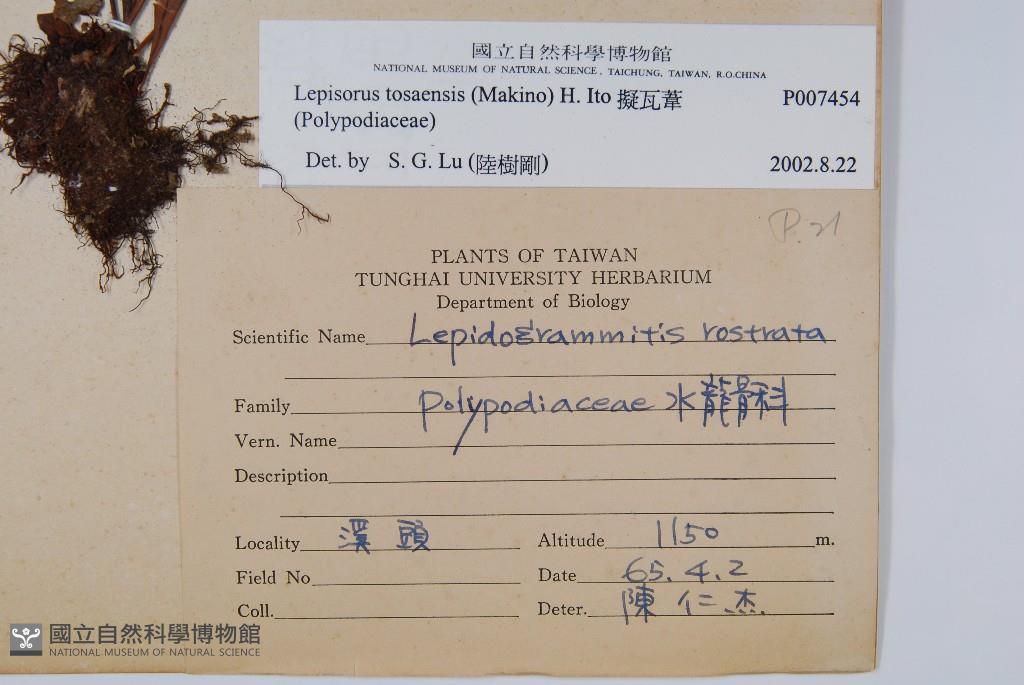 國立自然科學博物館
NATIONAL MUSEUM OF NATURAL SCIENCE, TAICHUNG, TAIWAN, R.O.CHINA
Lepisorus tosaensis (Makino) H. Ito 擬瓦葦 P007454
(Polypodiaceae)
Det. by S. G. Lu (陸樹剛) 2002.8.22
P.21
PLANTS OF TAIWAN
TUNGHAI UNIVERSITY HERBARIUM
Department of Biology
Scientific Name Lepidogrammitis rostrata
Family Polypodiaceae 水龍骨科
Vern. Name
Description
Locality 溪頭 Altitude 1150 m.
Field No Date 65.4.2
Coll. Deter. 陳仁杰.
國立自然科學博物館
NATIONAL MUSEUM OF NATURAL SCIENCE